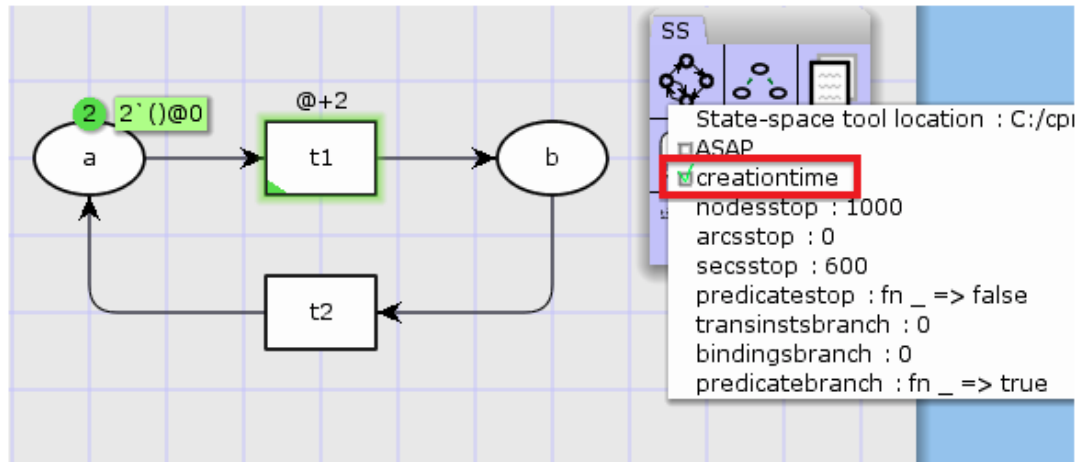 SS
2 2`()@0
@+2
a
t1
b
t2
State-space tool location : C:/cp
ASAP
creationtime
nodesstop : 1000
arcsstop : 0
secsstop : 600
predicatestop : fn _ => false
transinstsbranch : 0
bindingsbranch : 0
predicatebranch : fn _ => true